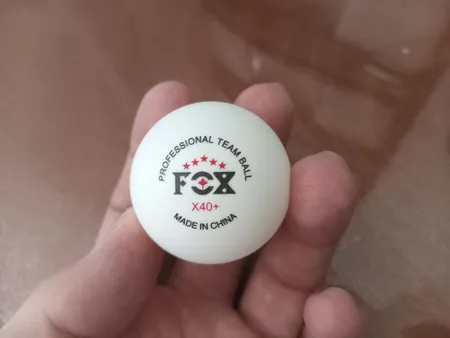 PROFESSIONAL TEAM BALL
FOX
X40+
MADE IN CHINA